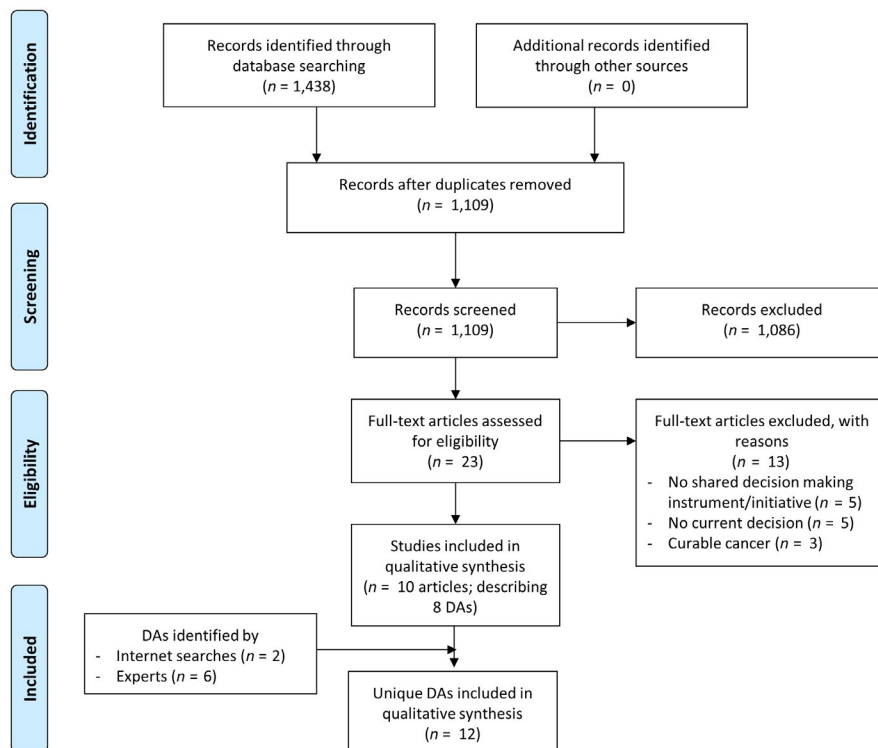 Identification
Records identified through
database searching
(n = 1,438)
Additional records identified
through other sources
(n = 0)
Records after duplicates removed
(n = 1,109)
Screening
Records screened
(n = 1,109)
Records excluded
(n = 1,086)
Eligibility
Full-text articles assessed
for eligibility
(n = 23)
Full-text articles excluded, with
reasons
(n = 13)
- No shared decision making
instrument/initiative (n = 5)
- No current decision (n = 5)
- Curable cancer (n = 3)
Studies included in
qualitative synthesis
(n = 10 articles; describing
8 DAs)
Included
DAs identified by
- Internet searches (n = 2)
- Experts (n = 6)
Unique DAs included in
qualitative synthesis
(n = 12)